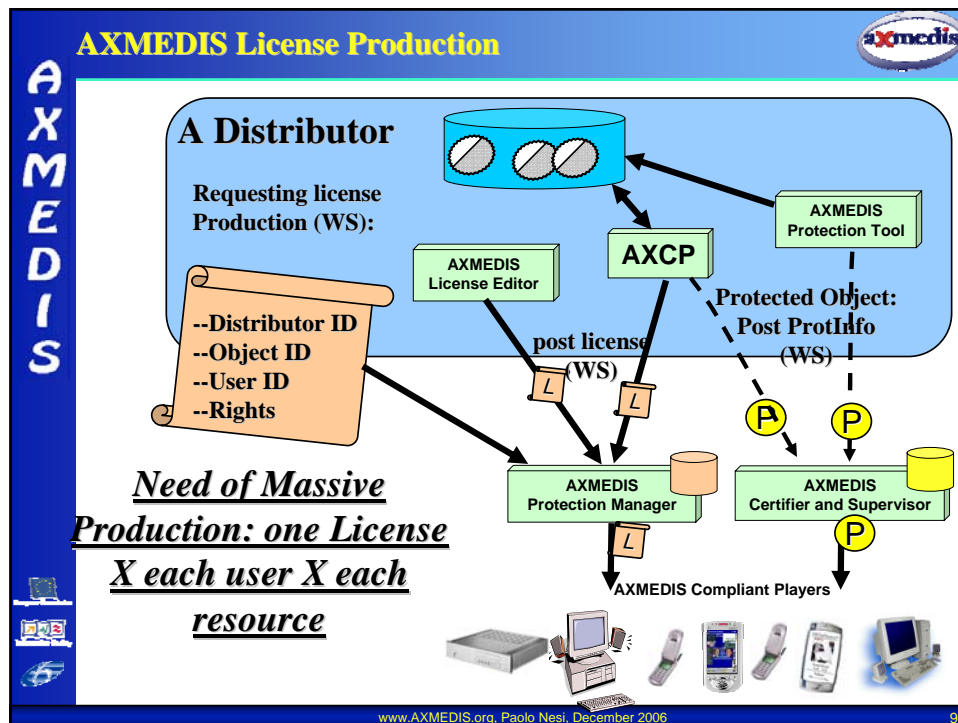 AXMEDIS License Production
axmedis
AXMEDIS
A Distributor
Requesting license
Production (WS):
AXMEDIS
Protection Tool
AXCP
AXMEDIS
License Editor
Protected Object:
Post ProtInfo
(WS)
--Distributor ID
--Object ID
--User ID
--Rights
post license
(WS)
L
L
P
P
AXMEDIS
Protection Manager
AXMEDIS
Certifier and Supervisor
L
P
Need of Massive
Production: one License
X each user X each
resource
AXMEDIS Compliant Players
www.AXMEDIS.org, Paolo Nesi, December 2006
9